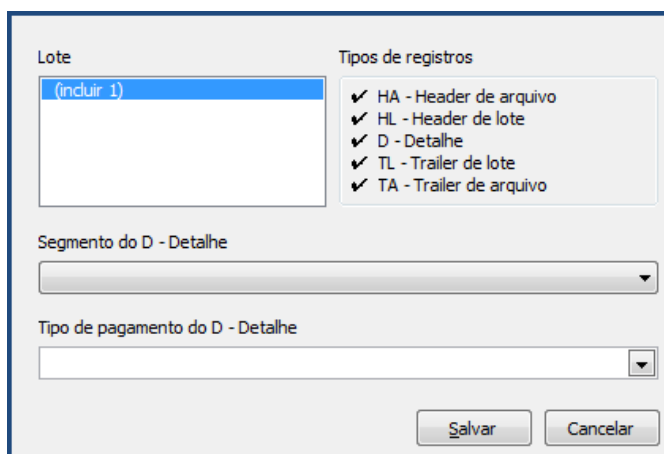 Lote
(incluir 1)
Tipos de registros
HA - Header de arquivo
HL - Header de lote
D - Detalhe
TL - Trailer de lote
TA - Trailer de arquivo
Segmento do D - Detalhe
Tipo de pagamento do D - Detalhe
Salvar
Cancelar